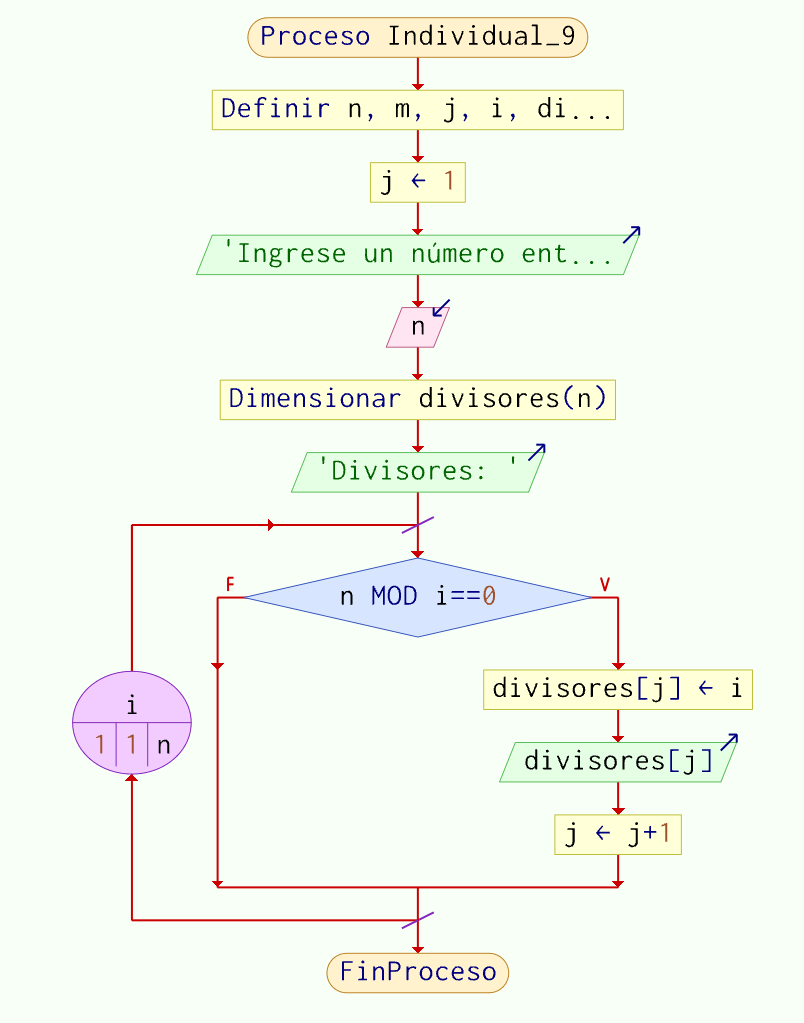 Proceso Individual_9
Definir n, m, j, i, di...
j ← 1
'Ingrese un número ent...
n
Dimensionar divisores(n)
'Divisores: '
F
V
n MOD i==0
divisores[j] ← i
i
1 1 n
divisores[j]
j ← j+1
FinProceso